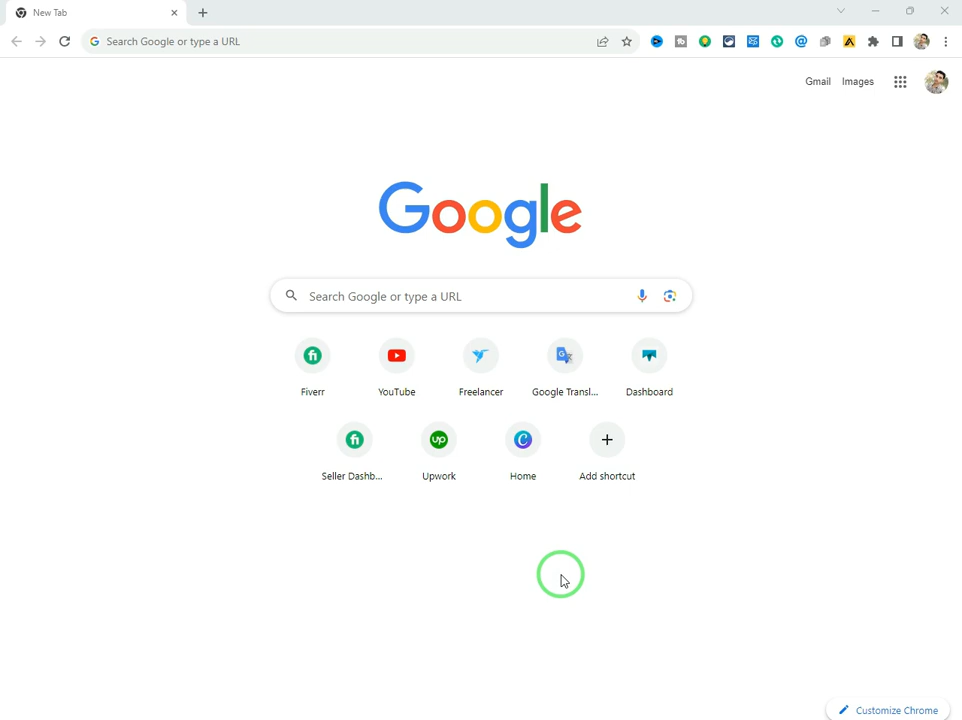 New Tab
Search Google or type a URL
Gmail Images
Google
Search Google or type a URL
Fiverr YouTube Freelancer Google Transl... Dashboard
Seller Dashb... Upwork Home Add shortcut
Customize Chrome